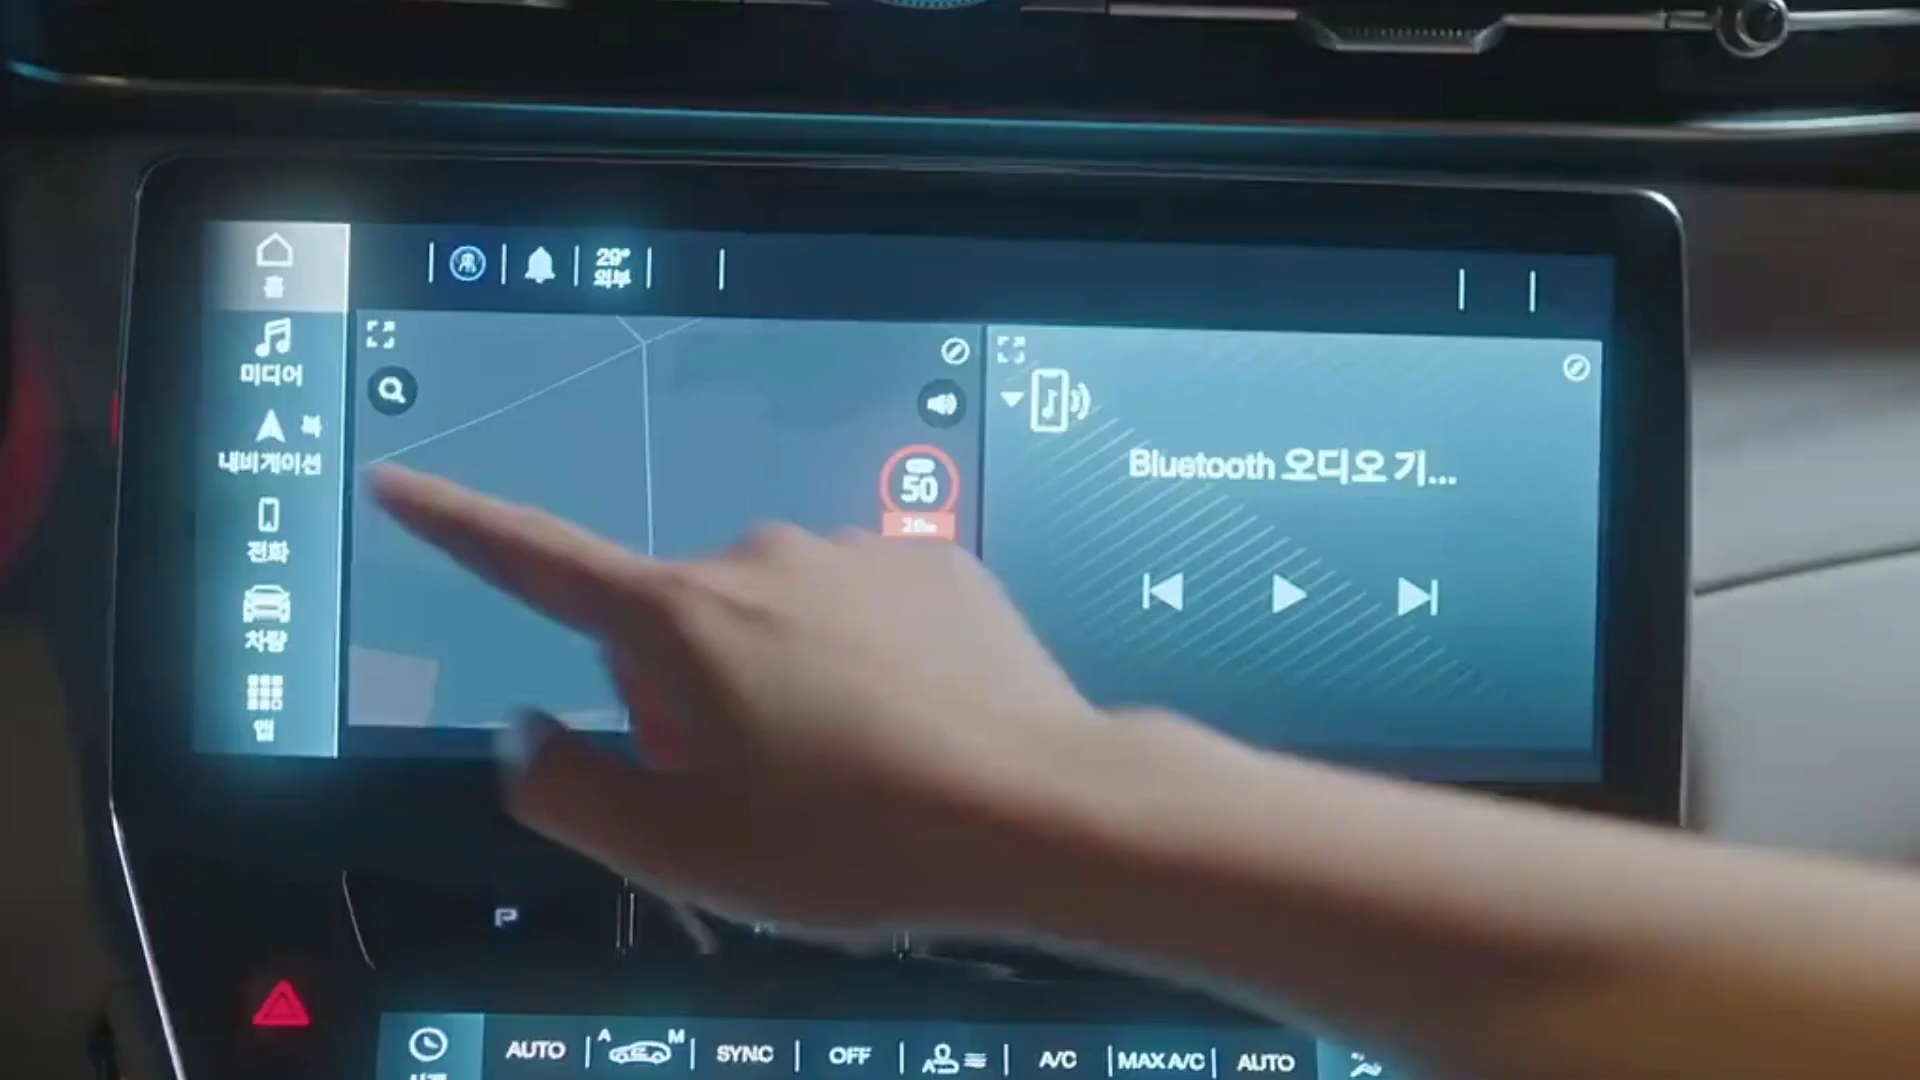 홈
29°
외부
미디어
북
내비게이션
50
Bluetooth 오디오 기...
전화
차량
앱
P
A
M
AUTO
SYNC
OFF
A
A/C
MAX A/C
AUTO